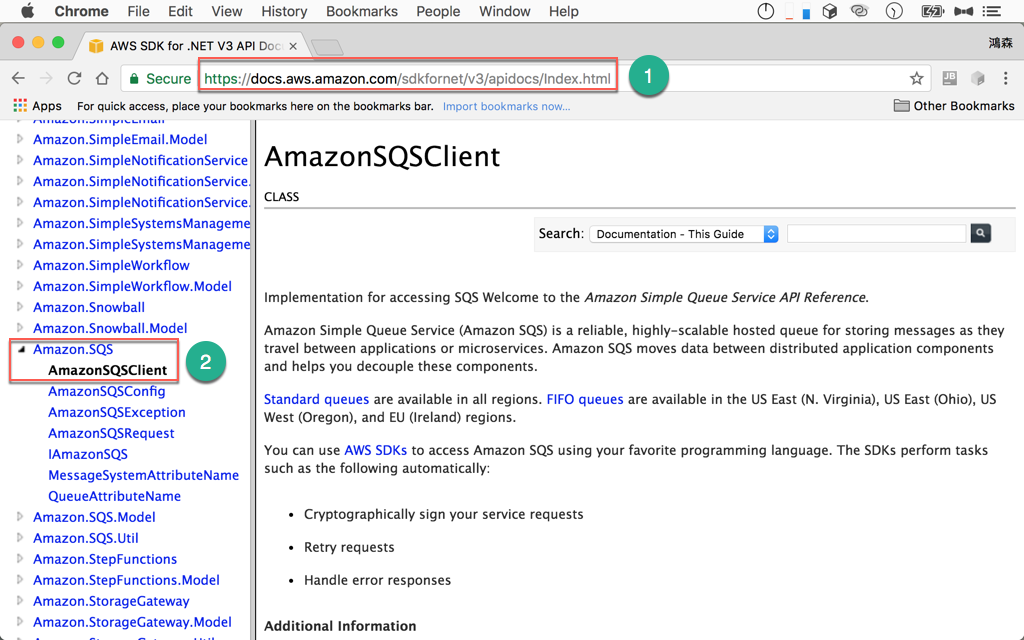 Chrome File Edit View History Bookmarks People Window Help
AWS SDK for .NET V3 API Doc
鴻森
Secure https://docs.aws.amazon.com/sdkfornet/v3/apidocs/Index.html
1
JB
Apps For quick access, place your bookmarks here on the bookmarks bar. Import bookmarks now... Other Bookmarks
Amazon.SimpleEmail
Amazon.SimpleEmail.Model
Amazon.SimpleNotificationService
Amazon.SimpleNotificationService.
Amazon.SimpleNotificationService.
Amazon.SimpleSystemsManageme
Amazon.SimpleSystemsManageme
Amazon.SimpleWorkflow
Amazon.SimpleWorkflow.Model
Amazon.Snowball
Amazon.Snowball.Model
Amazon.SQS
AmazonSQSClient
2
AmazonSQSConfig
AmazonSQSException
AmazonSQSRequest
IAmazonSQS
MessageSystemAttributeName
QueueAttributeName
Amazon.SQS.Model
Amazon.SQS.Util
Amazon.StepFunctions
Amazon.StepFunctions.Model
Amazon.StorageGateway
Amazon.StorageGateway.Model
AmazonSQSClient
CLASS
Search: Documentation - This Guide
Implementation for accessing SQS Welcome to the Amazon Simple Queue Service API Reference.
Amazon Simple Queue Service (Amazon SQS) is a reliable, highly-scalable hosted queue for storing messages as they
travel between applications or microservices. Amazon SQS moves data between distributed application components
and helps you decouple these components.
Standard queues are available in all regions. FIFO queues are available in the US East (N. Virginia), US East (Ohio), US
West (Oregon), and EU (Ireland) regions.
You can use AWS SDKs to access Amazon SQS using your favorite programming language. The SDKs perform tasks
such as the following automatically:
• Cryptographically sign your service requests
• Retry requests
• Handle error responses
Additional Information